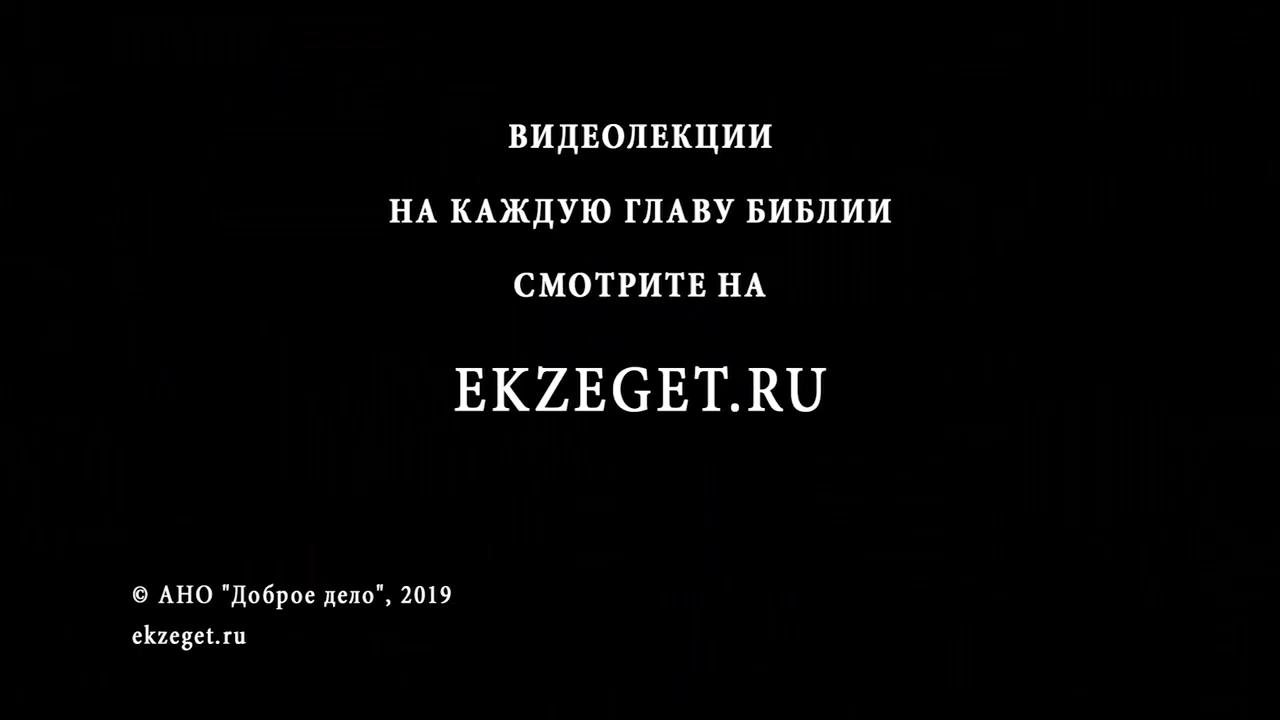 ВИДЕОЛЕКЦИИ
НА КАЖДУЮ ГЛАВУ БИБЛИИ
СМОТРИТЕ НА
EKZEGET.RU
© АНО "Доброе дело", 2019
ekzeget.ru